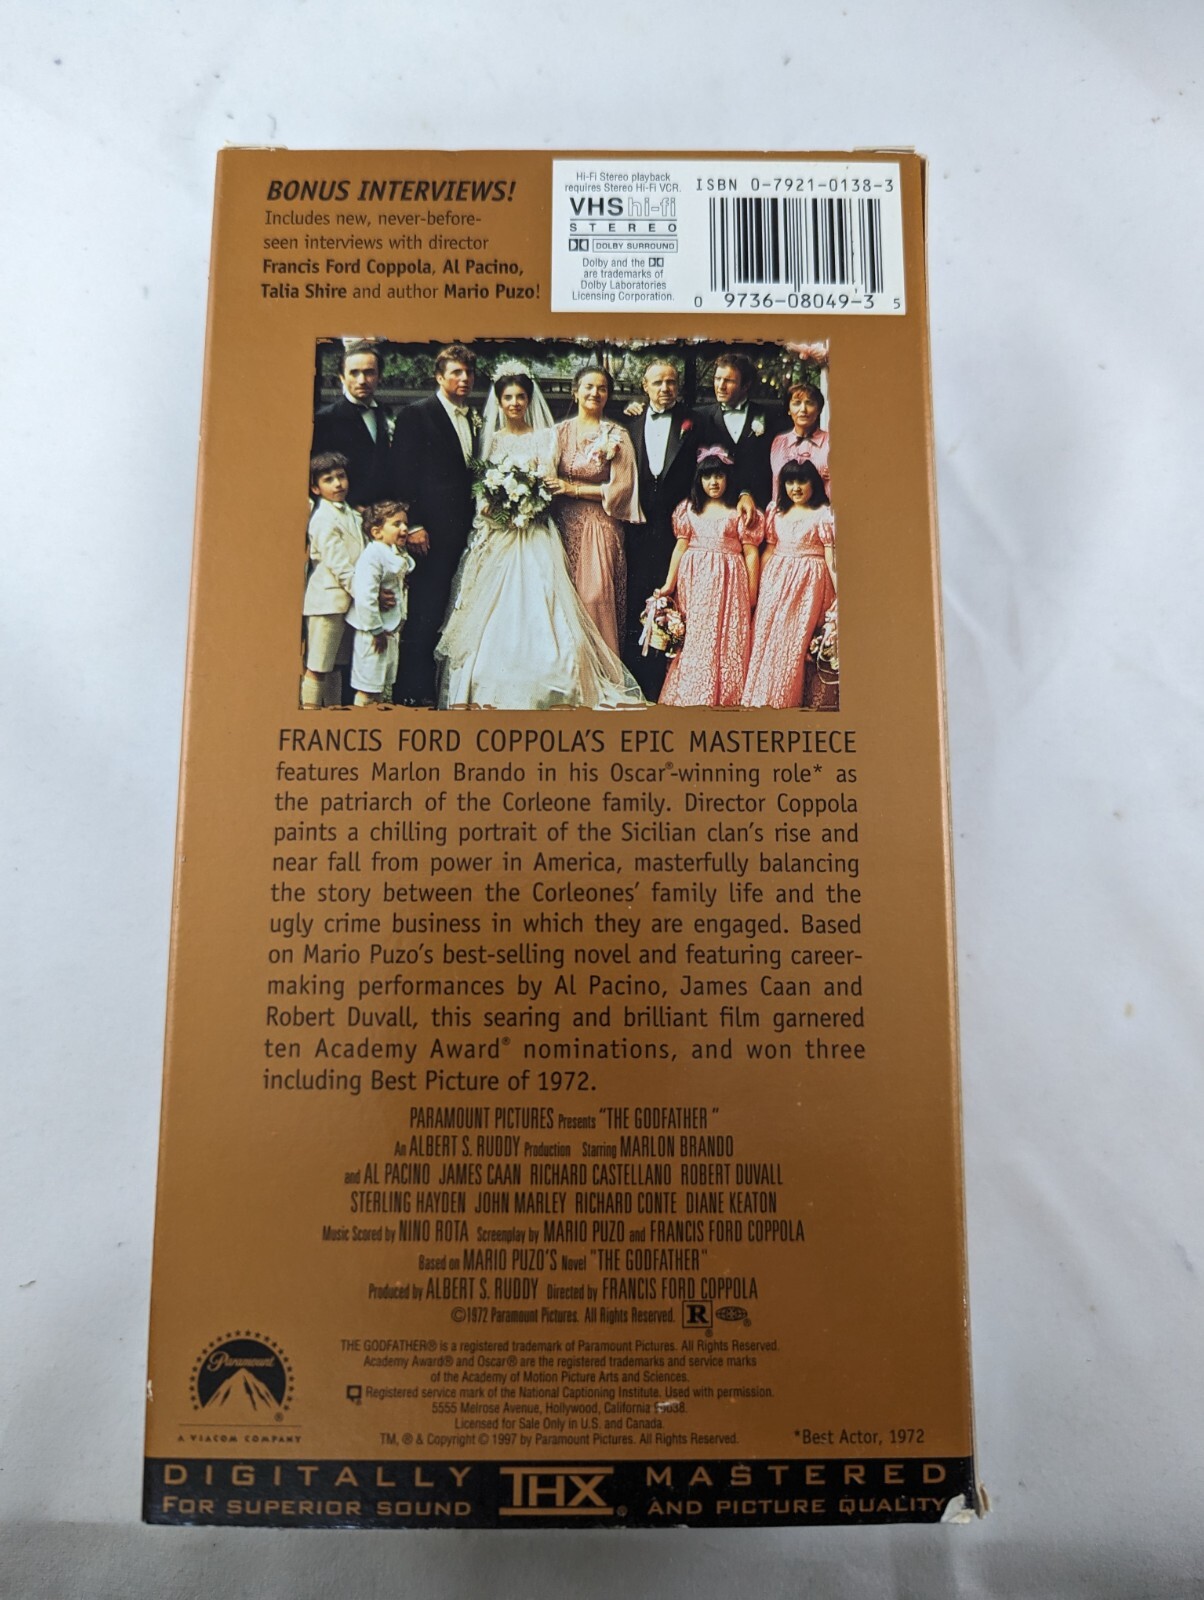 BONUS INTERVIEWS!
Includes new, never-before-
seen interviews with director
Francis Ford Coppola, Al Pacino,
Talia Shire and author Mario Puzo!
Hi-Fi Stereo playback
requires Stereo Hi-Fi VCR.
VHS hi-fi
STEREO
DOLBY SURROUND
Dolby and the
are trademarks of
Dolby Laboratories
Licensing Corporation.
ISBN 0-7921-0138-3
0 9736-08049-3 5
FRANCIS FORD COPPOLA'S EPIC MASTERPIECE
features Marlon Brando in his Oscar®-winning role* as
the patriarch of the Corleone family. Director Coppola
paints a chilling portrait of the Sicilian clan's rise and
near fall from power in America, masterfully balancing
the story between the Corleones' family life and the
ugly crime business in which they are engaged. Based
on Mario Puzo's best-selling novel and featuring career-
making performances by Al Pacino, James Caan and
Robert Duvall, this searing and brilliant film garnered
ten Academy Award® nominations, and won three
including Best Picture of 1972.
PARAMOUNT PICTURES Presents "THE GODFATHER"
An ALBERT S. RUDDY Production Starring MARLON BRANDO
and AL PACINO JAMES CAAN RICHARD CASTELLANO ROBERT DUVALL
STERLING HAYDEN JOHN MARLEY RICHARD CONTE DIANE KEATON
Music Scored by NINO ROTA Screenplay by MARIO PUZO and FRANCIS FORD COPPOLA
Based on MARIO PUZO'S Novel "THE GODFATHER"
Produced by ALBERT S. RUDDY Directed by FRANCIS FORD COPPOLA
©1972 Paramount Pictures. All Rights Reserved. R ®
THE GODFATHER® is a registered trademark of Paramount Pictures. All Rights Reserved.
Academy Award® and Oscar® are the registered trademarks and service marks
of the Academy of Motion Picture Arts and Sciences.
Registered service mark of the National Captioning Institute. Used with permission.
5555 Melrose Avenue, Hollywood, California
Licensed for Sale Only in U.S. and Canada.
TM, ® & Copyright © 1997 by Paramount Pictures. All Rights Reserved.
Paramount ®
A VIACOM COMPANY
*Best Actor, 1972
DIGITALLY THX® MASTERED
FOR SUPERIOR SOUND AND PICTURE QUALITY